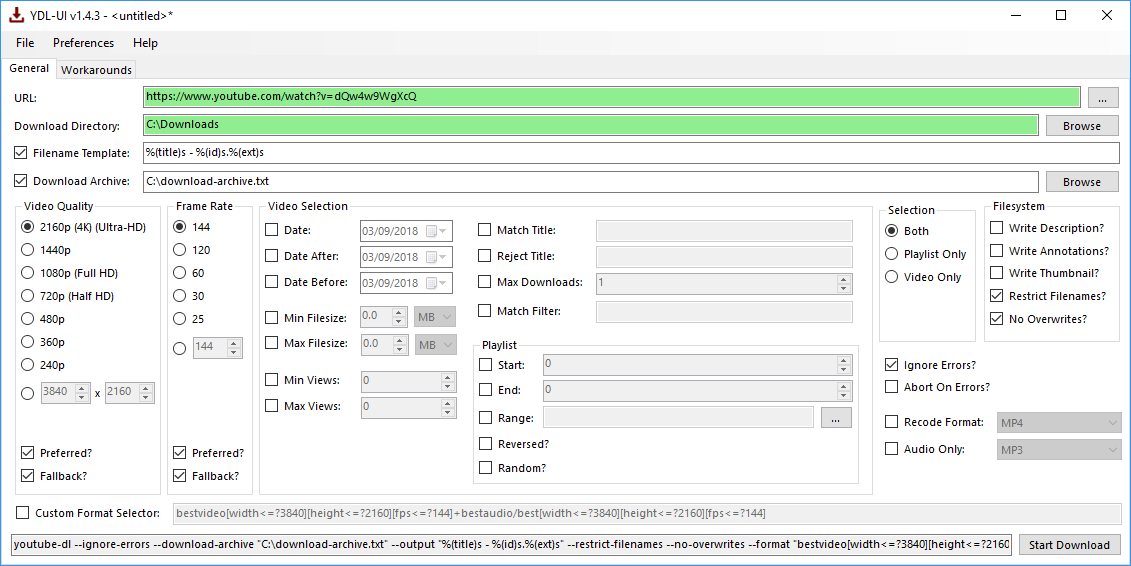 YDL-UI v1.4.3 - <untitled>*
File Preferences Help
General Workarounds
URL: https://www.youtube.com/watch?v=dQw4w9WgXcQ ...
Download Directory: C:\Downloads Browse
Filename Template: %(title)s - %(id)s.%(ext)s
Download Archive: C:\download-archive.txt Browse
Video Quality
2160p (4K) (Ultra-HD)
1440p
1080p (Full HD)
720p (Half HD)
480p
360p
240p
3840 x 2160
Preferred?
Fallback?
Frame Rate
144
120
60
30
25
144
Preferred?
Fallback?
Video Selection
Date: 03/09/2018
Date After: 03/09/2018
Date Before: 03/09/2018
Min Filesize: 0.0 MB
Max Filesize: 0.0 MB
Min Views: 0
Max Views: 0
Match Title:
Reject Title:
Max Downloads: 1
Match Filter:
Playlist
Start: 0
End: 0
Range: ...
Reversed?
Random?
Selection
Both
Playlist Only
Video Only
Filesystem
Write Description?
Write Annotations?
Write Thumbnail?
Restrict Filenames?
No Overwrites?
Ignore Errors?
Abort On Errors?
Recode Format: MP4
Audio Only: MP3
Custom Format Selector: bestvideo[width<=?3840][height<=?2160][fps<=?144]+bestaudio/best[width<=?3840][height<=?2160][fps<=?144]
youtube-dl --ignore-errors --download-archive "C:\download-archive.txt" --output "%(title)s - %(id)s.%(ext)s" --restrict-filenames --no-overwrites --format "bestvideo[width<=?3840][height<=?2160 Start Download